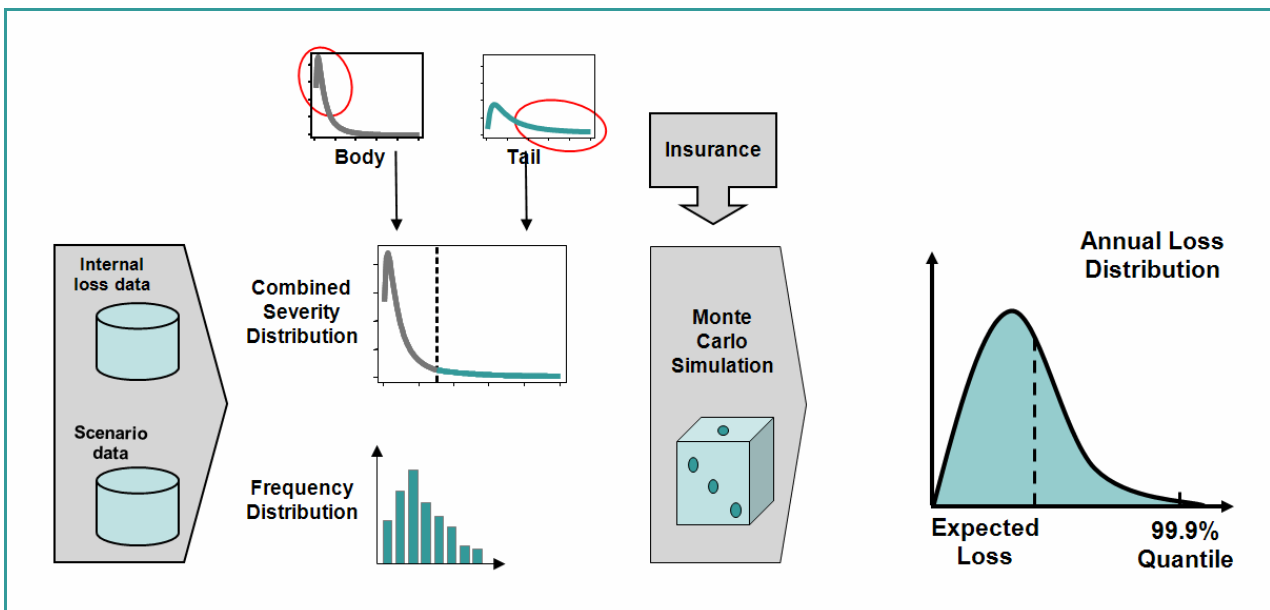 Body
Tail
Insurance
Internal
loss data
Scenario
data
Combined
Severity
Distribution
Frequency
Distribution
Monte
Carlo
Simulation
Annual Loss
Distribution
Expected
Loss
99.9%
Quantile